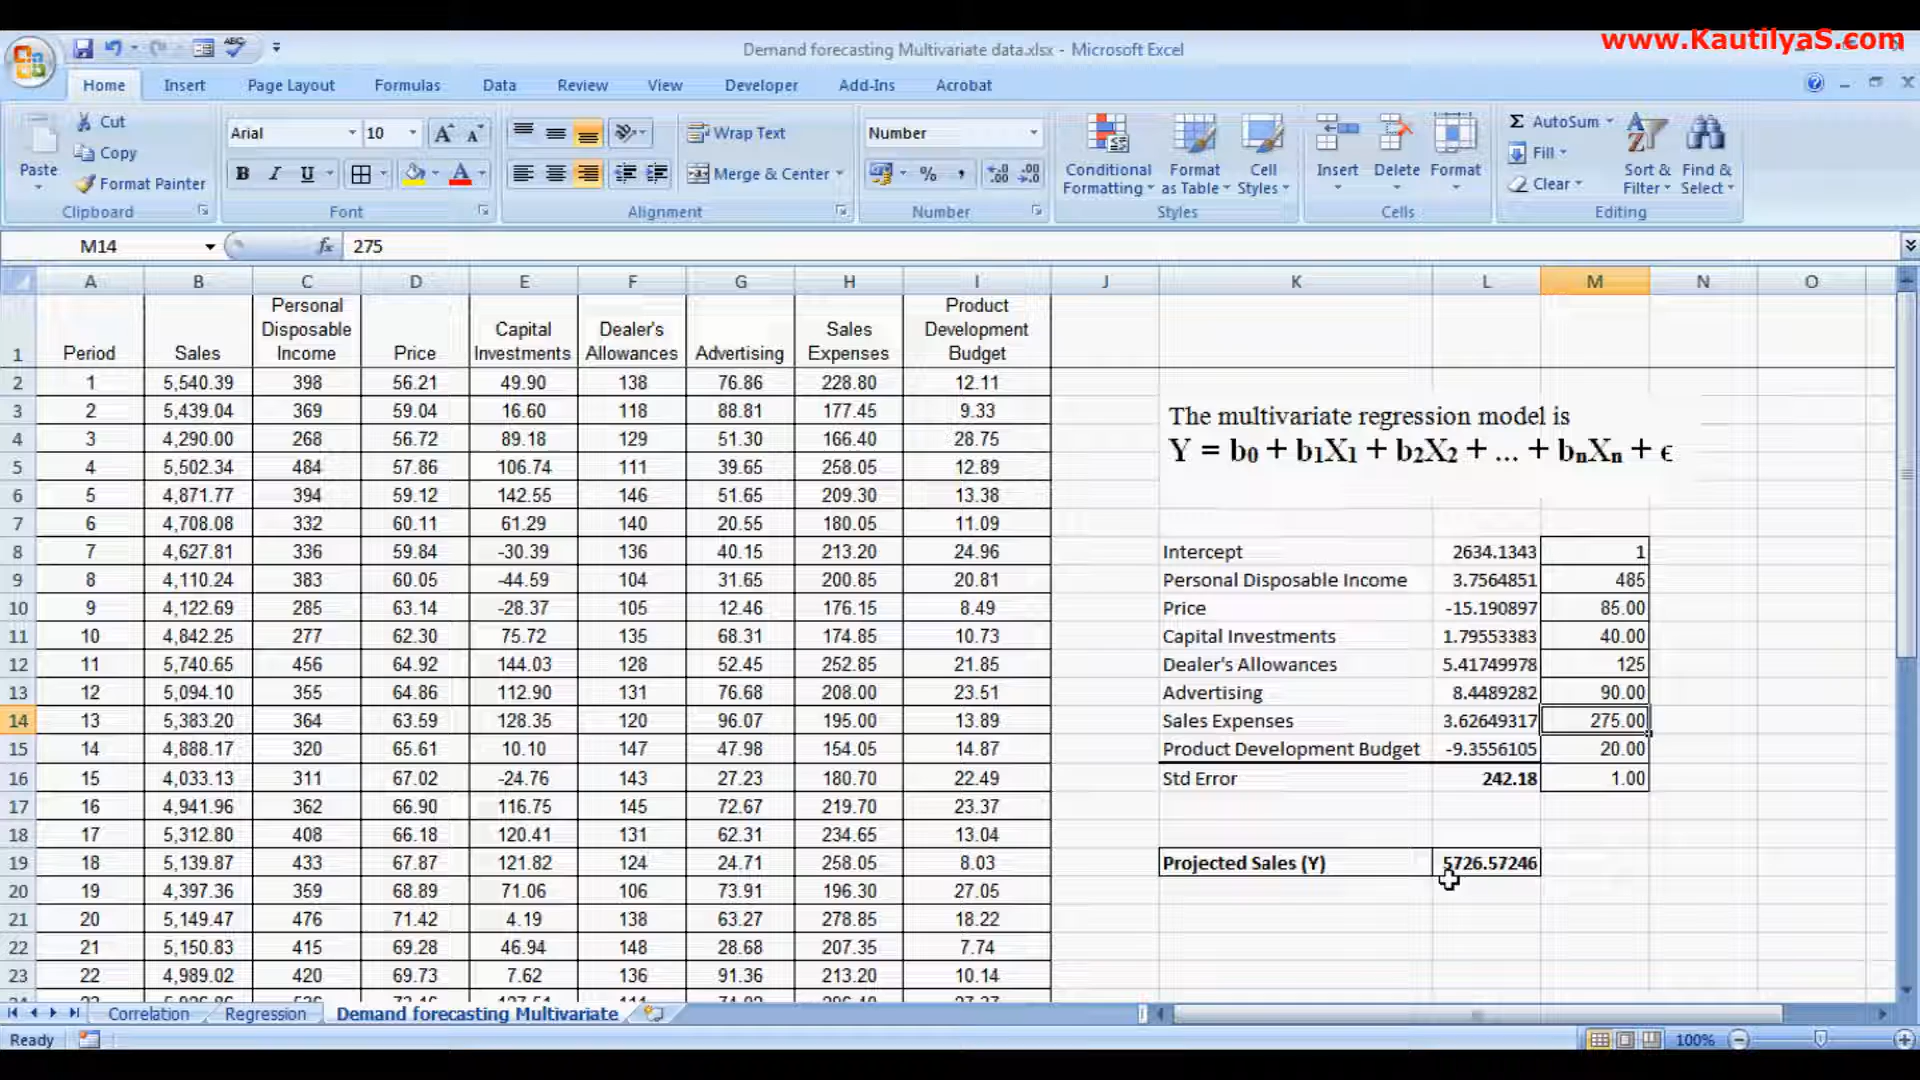 www.KautilyaS.com
Demand forecasting Multivariate data.xlsx - Microsoft Excel
Home Insert Page Layout Formulas Data Review View Developer Add-Ins Acrobat
Paste Cut Copy Format Painter Clipboard
Arial 10 B I U Font
Wrap Text Merge & Center Alignment
Number % , Number
Conditional Formatting Format as Table Cell Styles Styles
Insert Delete Format Cells
Σ AutoSum Fill Clear Sort & Filter Find & Select Editing
M14 fx 275
A B C D E F G H I J K L M N O
1 Period Sales Personal Disposable Income Price Capital Investments Dealer's Allowances Advertising Sales Expenses Product Development Budget
2 1 5,540.39 398 56.21 49.90 138 76.86 228.80 12.11
3 2 5,439.04 369 59.04 16.60 118 88.81 177.45 9.33
The multivariate regression model is
4 3 4,290.00 268 56.72 89.18 129 51.30 166.40 28.75
Y = b0 + b1X1 + b2X2 + ... + bnXn + ϵ
5 4 5,502.34 484 57.86 106.74 111 39.65 258.05 12.89
6 5 4,871.77 394 59.12 142.55 146 51.65 209.30 13.38
7 6 4,708.08 332 60.11 61.29 140 20.55 180.05 11.09
8 7 4,627.81 336 59.84 -30.39 136 40.15 213.20 24.96 Intercept 2634.1343 1
9 8 4,110.24 383 60.05 -44.59 104 31.65 200.85 20.81 Personal Disposable Income 3.7564851 485
10 9 4,122.69 285 63.14 -28.37 105 12.46 176.15 8.49 Price -15.190897 85.00
11 10 4,842.25 277 62.30 75.72 135 68.31 174.85 10.73 Capital Investments 1.79553383 40.00
12 11 5,740.65 456 64.92 144.03 128 52.45 252.85 21.85 Dealer's Allowances 5.41749978 125
13 12 5,094.10 355 64.86 112.90 131 76.68 208.00 23.51 Advertising 8.4489282 90.00
14 13 5,383.20 364 63.59 128.35 120 96.07 195.00 13.89 Sales Expenses 3.62649317 275.00
15 14 4,888.17 320 65.61 10.10 147 47.98 154.05 14.87 Product Development Budget -9.3556105 20.00
16 15 4,033.13 311 67.02 -24.76 143 27.23 180.70 22.49 Std Error 242.18 1.00
17 16 4,941.96 362 66.90 116.75 145 72.67 219.70 23.37
18 17 5,312.80 408 66.18 120.41 131 62.31 234.65 13.04
19 18 5,139.87 433 67.87 121.82 124 24.71 258.05 8.03 Projected Sales (Y) 5726.57246
20 19 4,397.36 359 68.89 71.06 106 73.91 196.30 27.05
21 20 5,149.47 476 71.42 4.19 138 63.27 278.85 18.22
22 21 5,150.83 415 69.28 46.94 148 28.68 207.35 7.74
23 22 4,989.02 420 69.73 7.62 136 91.36 213.20 10.14
Correlation Regression Demand forecasting Multivariate
Ready 100%